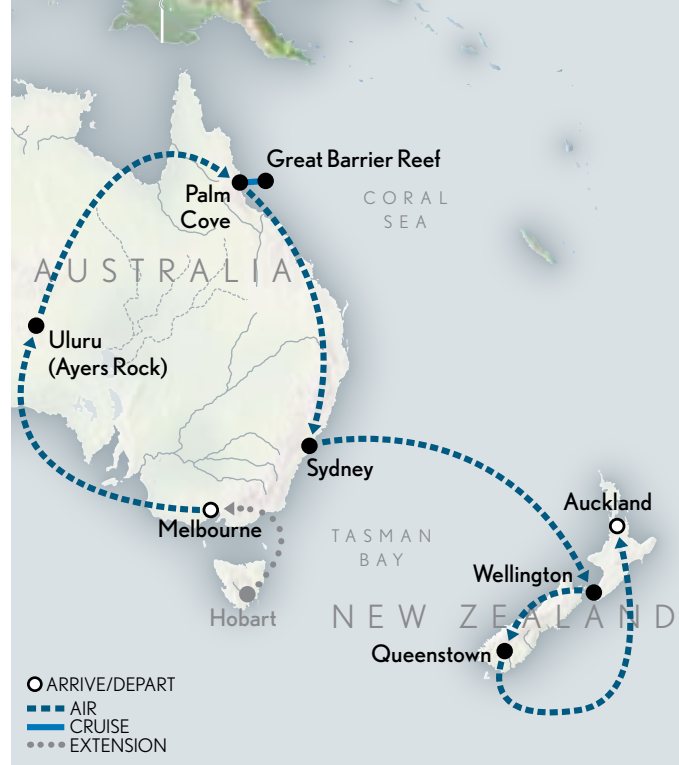 Great Barrier Reef
Palm
Cove
CORAL
SEA
AUSTRALIA
Uluru
(Ayers Rock)
Sydney
Auckland
Melbourne
TASMAN
BAY
Wellington
Hobart
NEW ZEALAND
Queenstown
ARRIVE/DEPART
AIR
CRUISE
EXTENSION